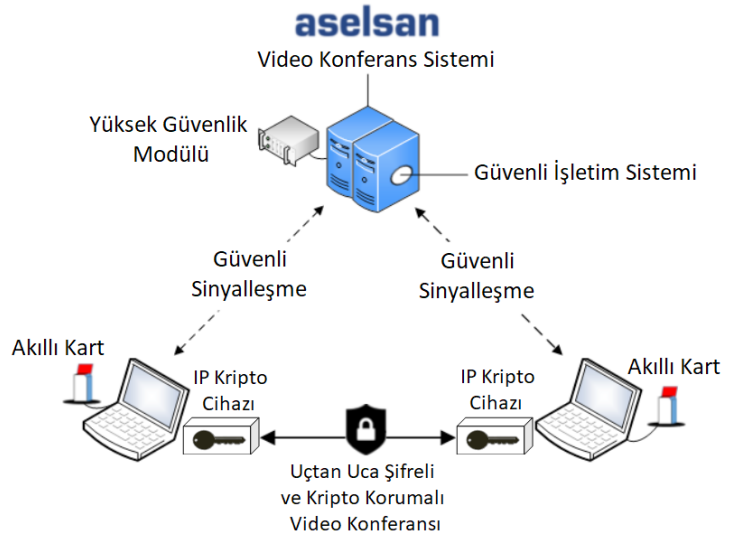 aselsan
Video Konferans Sistemi
Yüksek Güvenlik
Modülü
Güvenli İşletim Sistemi
Güvenli
Sinyalleşme
Güvenli
Sinyalleşme
Akıllı Kart
IP Kripto
Cihazı
IP Kripto
Cihazı
Akıllı Kart
Uçtan Uca Şifreli
ve Kripto Korumalı
Video Konferansı